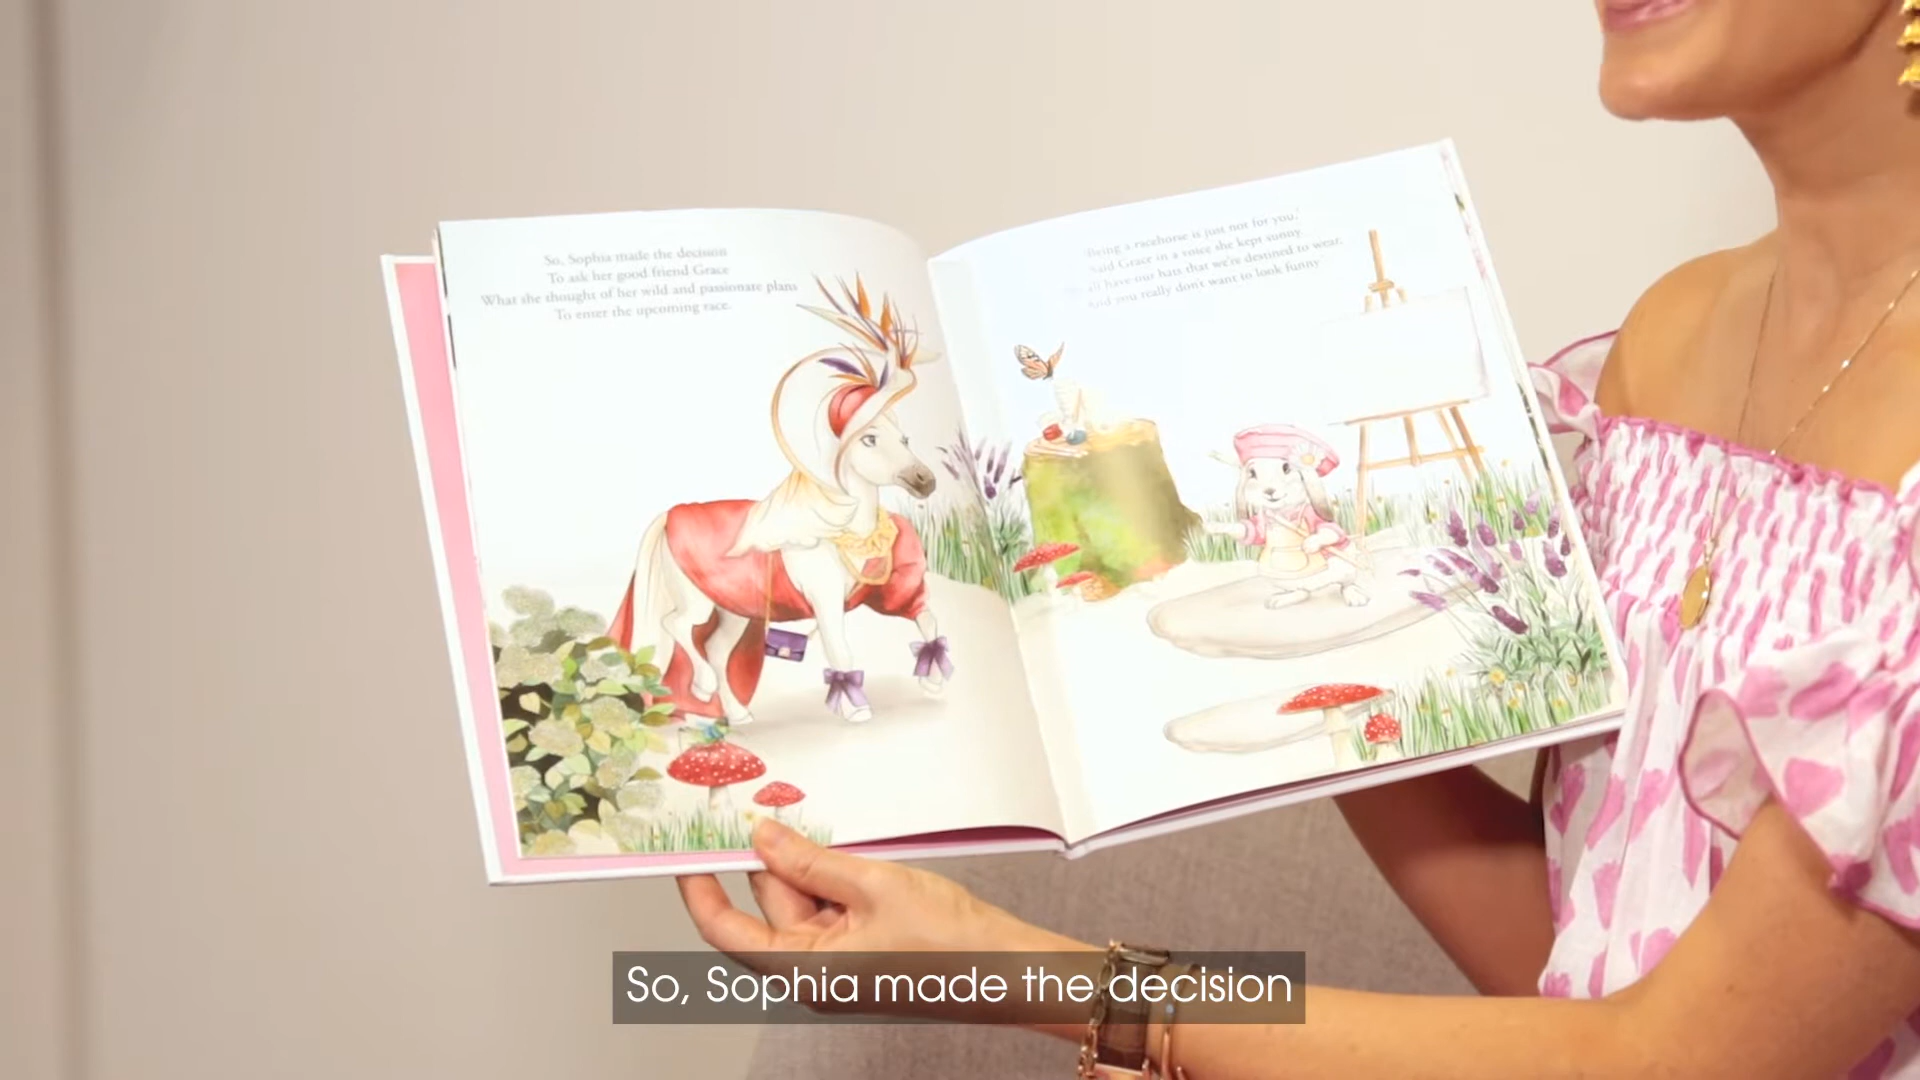 So, Sophia made the decision
To ask her good friend Grace
What she thought of her wild and passionate plans
To enter the upcoming race.
Being a racehorse is just not for you,'
Said Grace in a voice she kept sunny.
all have our hats that we're destined to wear,
And you really don't want to look funny
So, Sophia made the decision